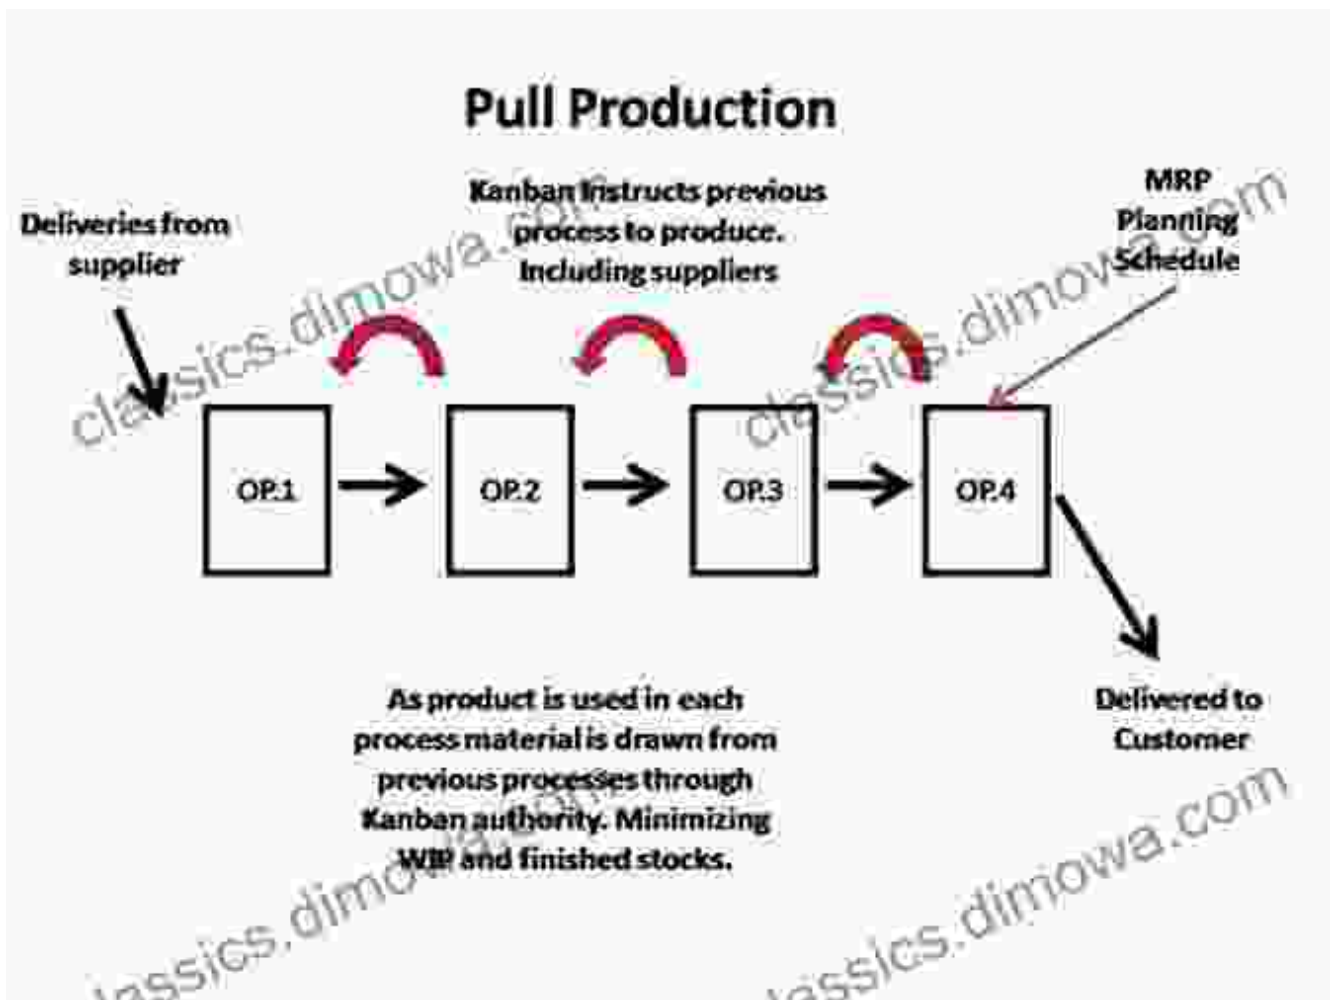 Pull Production
Kanban Instructs previous
process to produce.
Including suppliers
MRP
Planning
Schedule
Deliveries from
supplier
OP.1
OP.2
OP.3
OP.4
As product is used in each
process material is drawn from
previous processes through
Kanban authority. Minimizing
WIP and finished stocks.
Delivered to
Customer
classics.dimowa.com
classics.dimowa.com
classics.dimowa.com
classics.dimowa.com